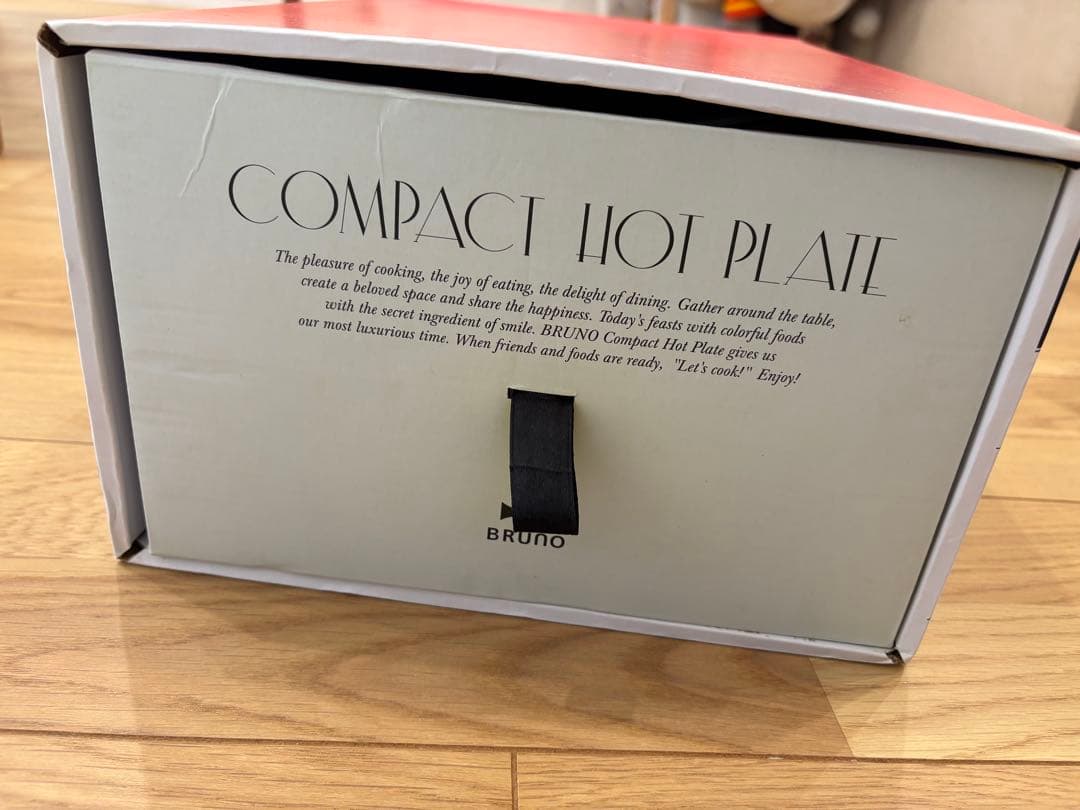 COMPACT HOT PLATE
The pleasure of cooking, the joy of eating, the delight of dining. Gather around the table,
create a beloved space and share the happiness. Today's feasts with colorful foods
with the secret ingredient of smile. BRUNO Compact Hot Plate gives us
our most luxurious time. When friends and foods are ready, "Let's cook!" Enjoy!
BRUNO